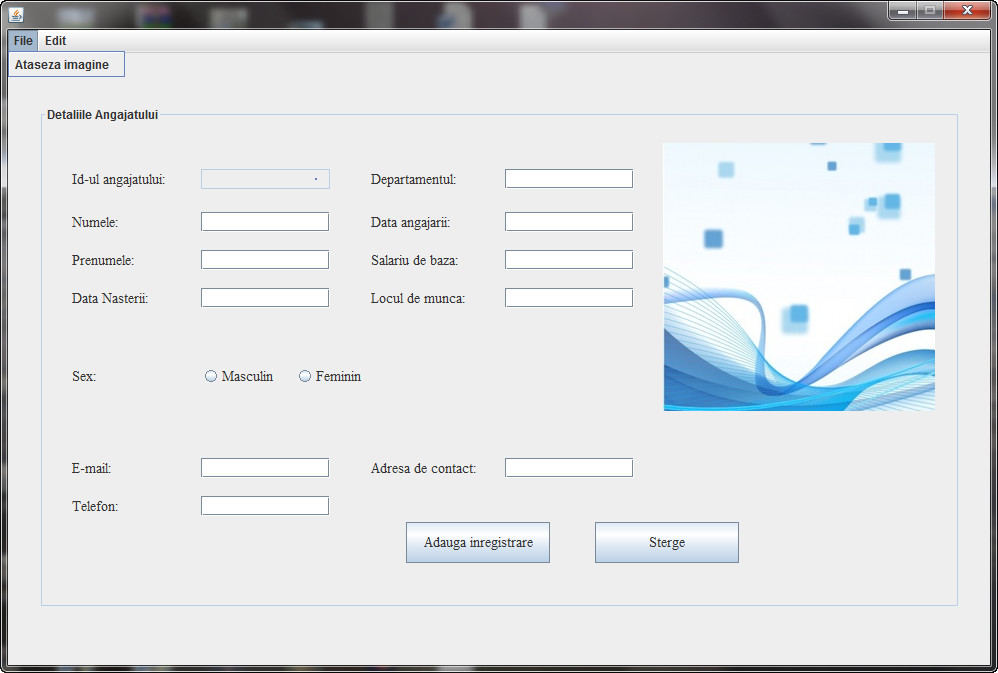 File Edit
Ataseza imagine
Detaliile Angajatului
Id-ul angajatului: Departamentul:
Numele: Data angajarii:
Prenumele: Salariu de baza:
Data Nasterii: Locul de munca:
Sex: Masculin Feminin
E-mail: Adresa de contact:
Telefon:
Adauga inregistrare Sterge